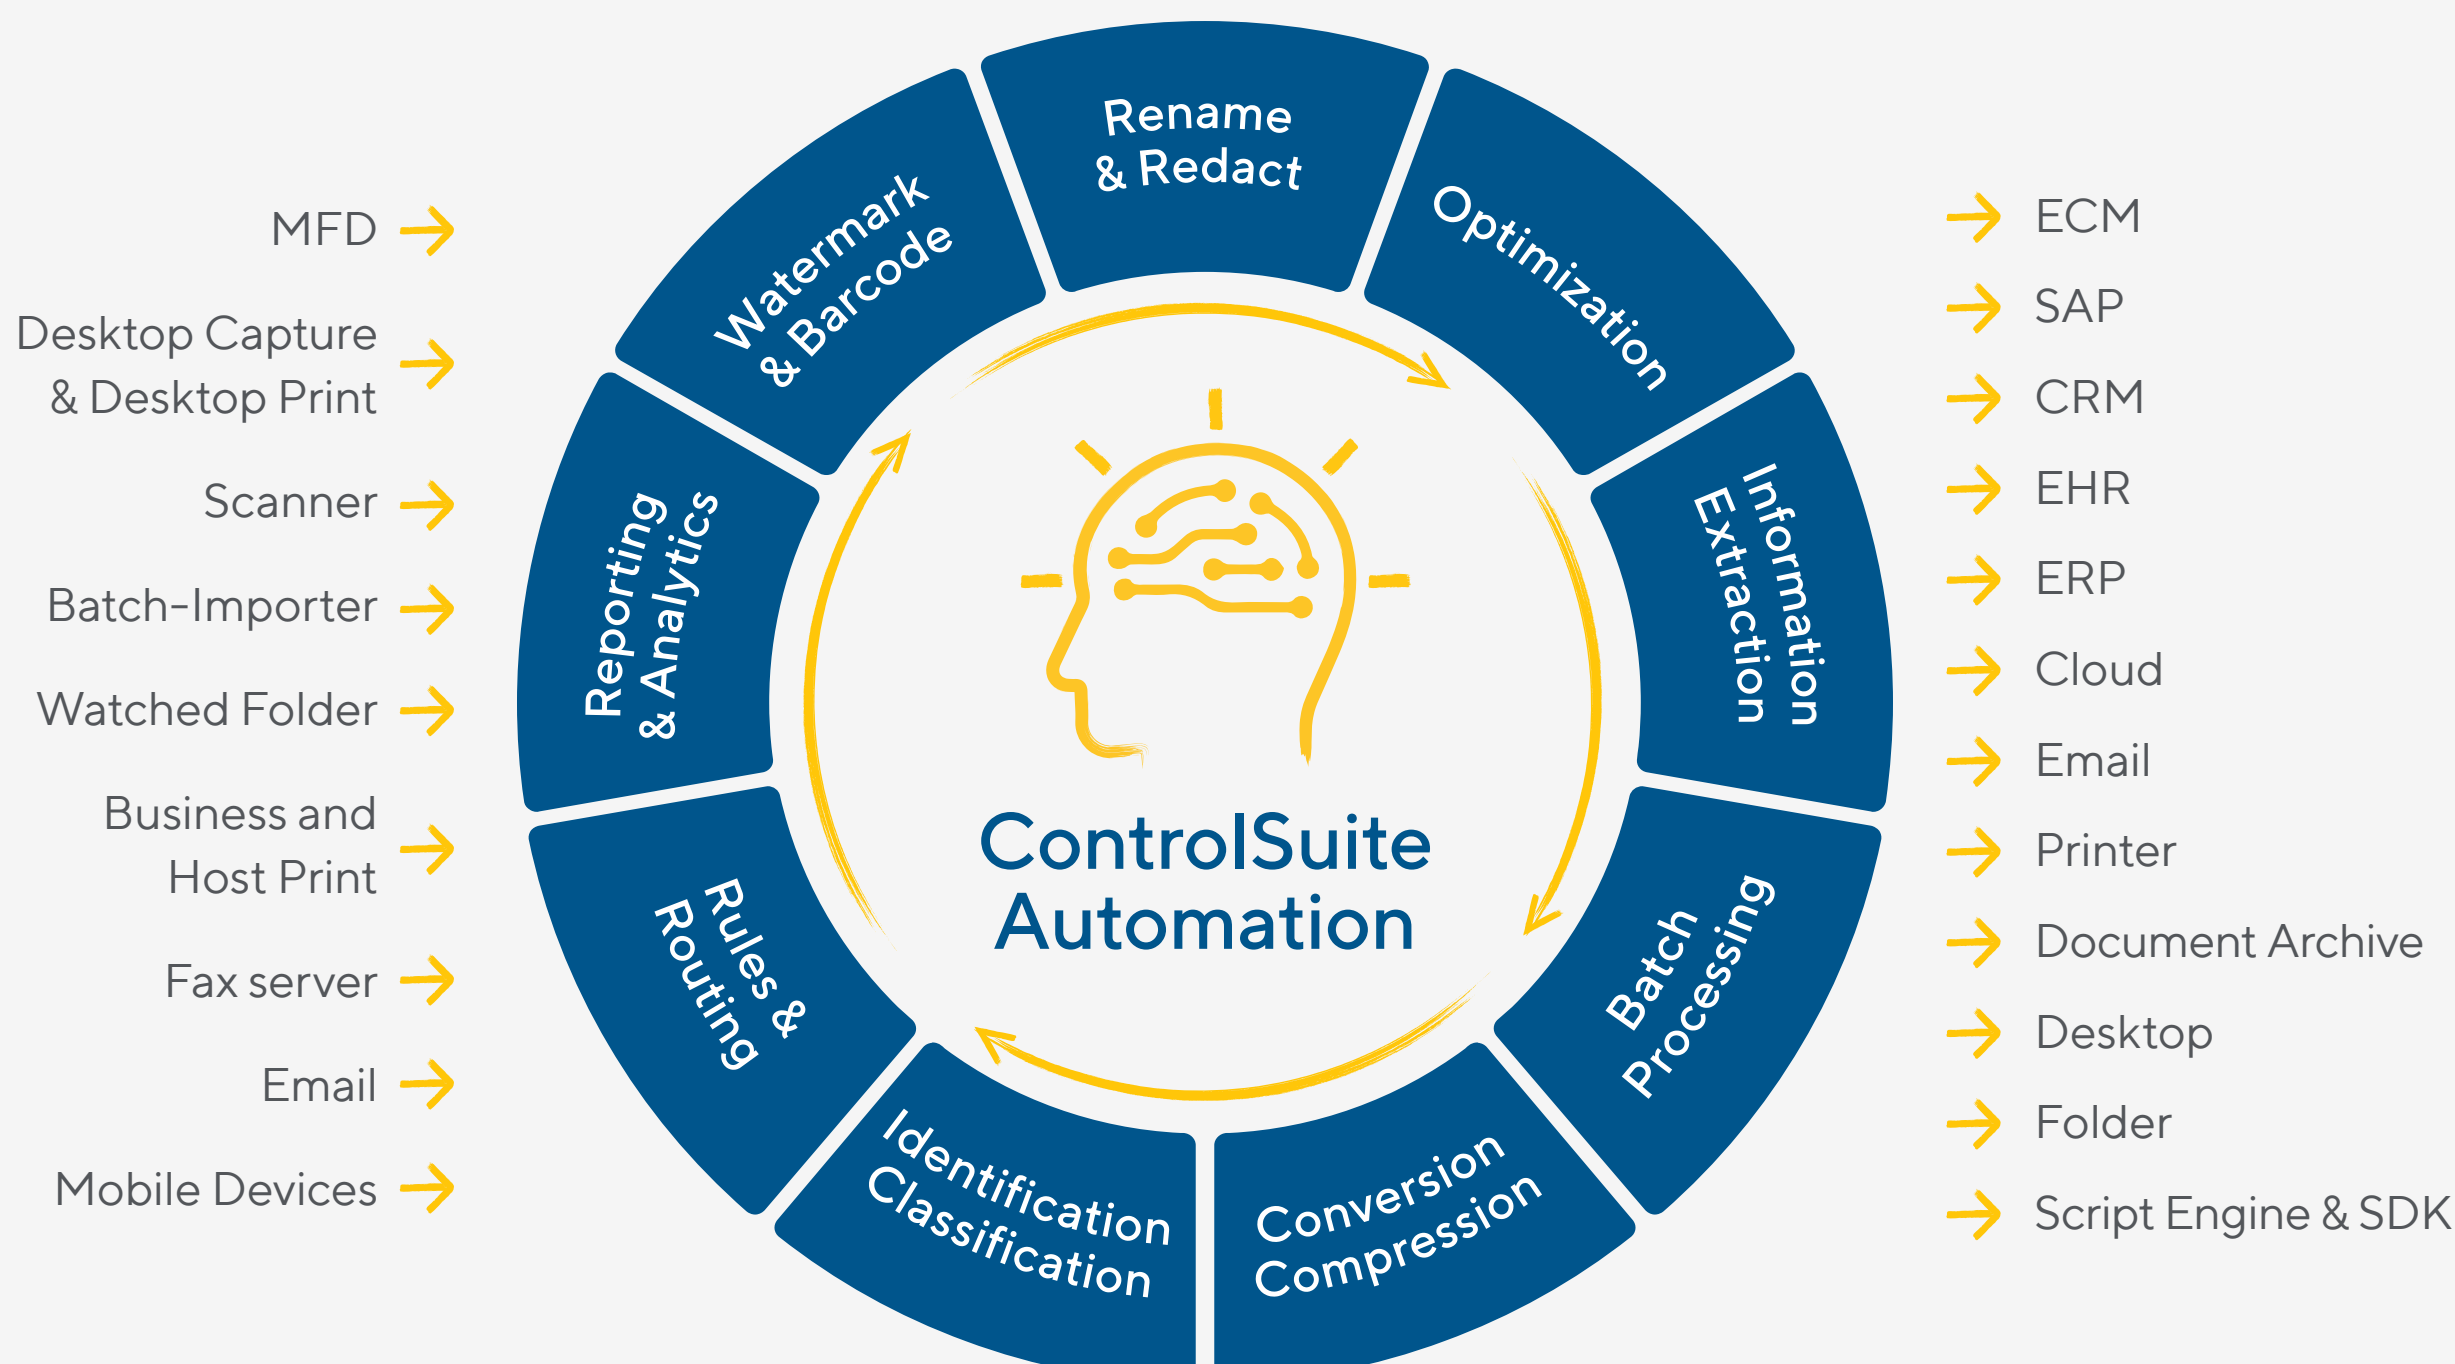 MFD
Desktop Capture
& Desktop Print
Scanner
Batch-Importer
Watched Folder
Business and
Host Print
Fax server
Email
Mobile Devices
Rename
& Redact
Optimization
Information
Extraction
Batch
Processing
Conversion
Compression
Identification
Classification
Rules &
Routing
Reporting
& Analytics
Watermark
& Barcode
ControlSuite
Automation
ECM
SAP
CRM
EHR
ERP
Cloud
Email
Printer
Document Archive
Desktop
Folder
Script Engine & SDK